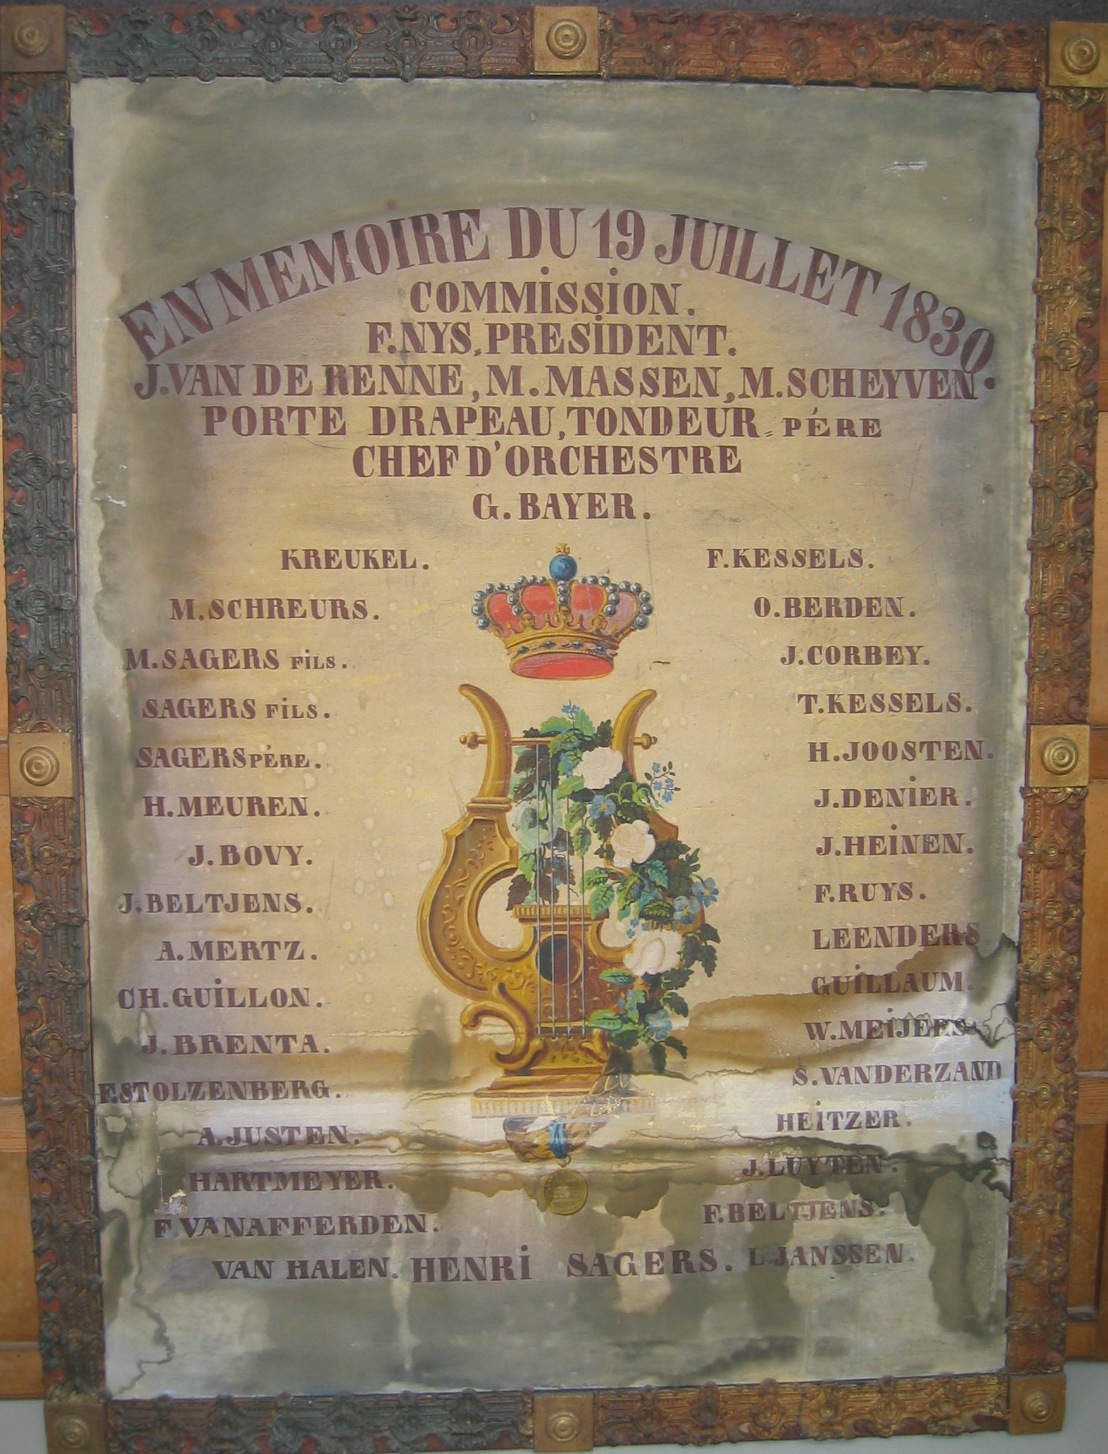 EN MEMOIRE DU 19 JUILLET 1830.
COMMISSION.
F. NYS, PRESIDENT.
J. VAN DE RENNE, M. MASSEN, M. SCHEYVEN.
PORTE DRAPEAU, TONDEUR PÉRE
CHEF D'ORCHESTRE
G. BAYER.
KREUKEL. F. KESSELS.
M. SCHREURS. O. BERDEN.
M. SAGERS FILS. J. CORBEY.
SAGERS FILS. T. KESSELS.
SAGERS PÉRE. H. JOOSTEN.
H. MEUREN. J. DENIER.
J. BOVY. J. HEINEN.
J. BELTJENS. F. RUYS.
A. MERTZ. LEENDERS
CH. GUILLON. GUILLAUM.
J. BRENTA. W. MEIJERS
F. STOLZENBERG. S. VANDERZAND
A. JUSTEN. HEITZER.
HARTMEYER. J. LUYTEN.
F. VANAFFERDEN. F. BELTJENS.
VAN HALEN. HENRI SAGERS. L JANSSEN.